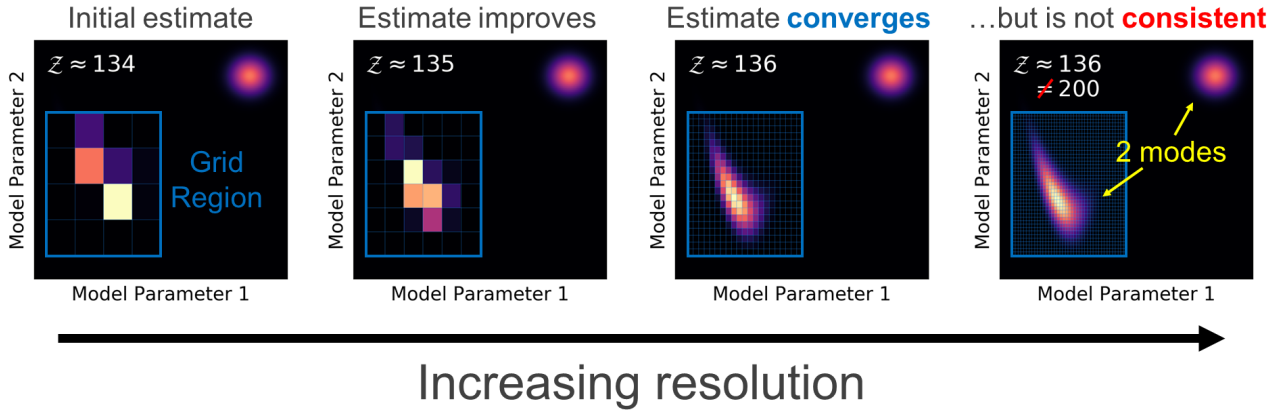 Initial estimate
Estimate improves
Estimate converges
…but is not consistent
𝒵 ≈ 134
𝒵 ≈ 135
𝒵 ≈ 136
𝒵 ≈ 136
≠ 200
Grid
Region
2 modes
Model Parameter 2
Model Parameter 2
Model Parameter 2
Model Parameter 2
Model Parameter 1
Model Parameter 1
Model Parameter 1
Model Parameter 1
Increasing resolution